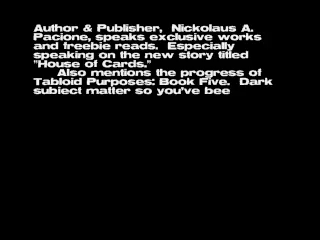 Author & Publisher,  Nickolaus A.
Pacione, speaks exclusive works
and freebie reads.  Especially
speaking on the new story titled
"House of Cards."
Also mentions the progress of
Tabloid Purposes: Book Five.  Dark
subject matter so you've bee